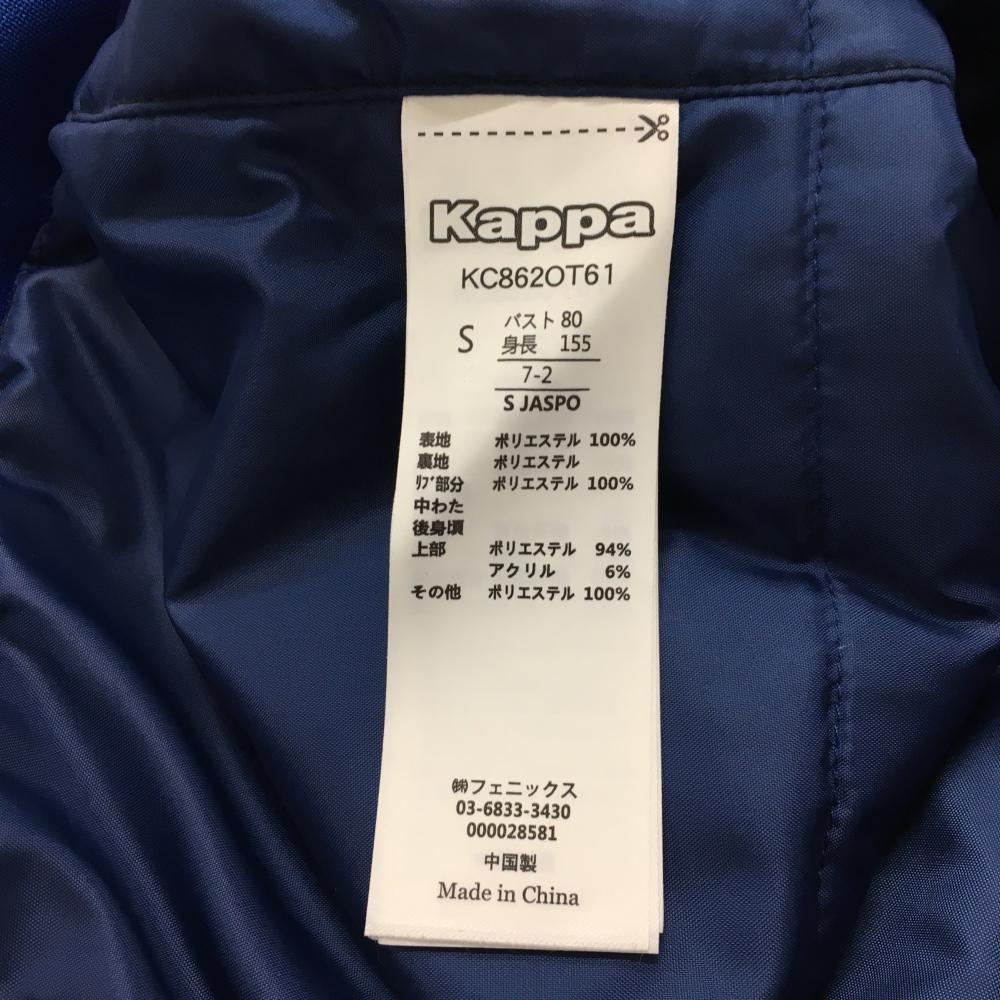 Kappa
KC862OT61
S バスト 80
身長 155
7-2
S JASPO
表地 ポリエステル 100%
裏地 ポリエステル
ﾘﾌﾞ部分 ポリエステル 100%
中わた
後身頃
上部 ポリエステル 94%
アクリル 6%
その他 ポリエステル 100%
㈱フェニックス
03-6833-3430
000028581
中国製
Made in China